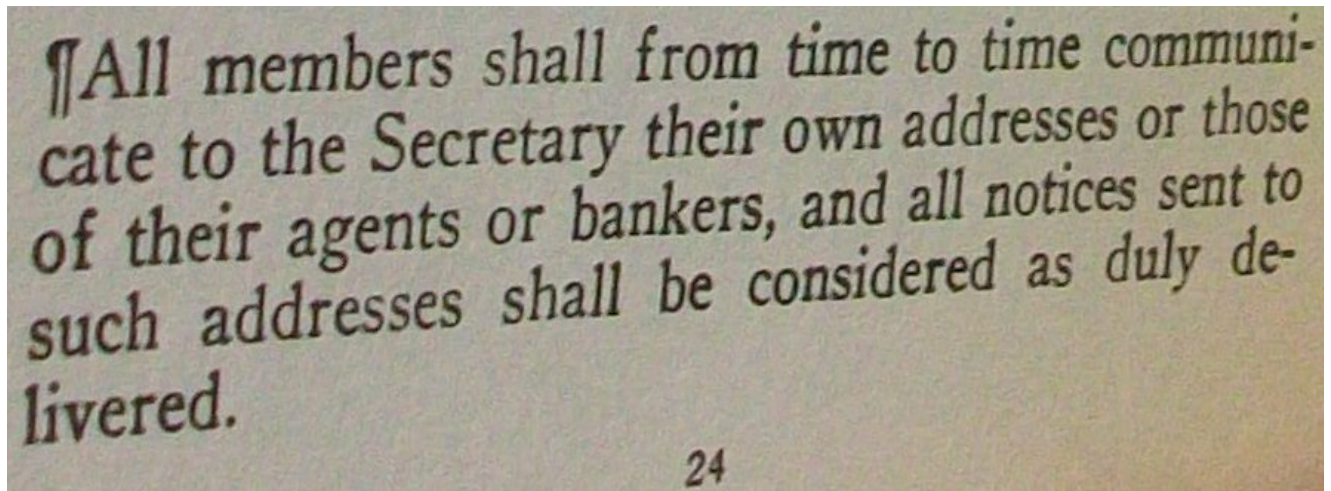 ¶All members shall from time to time communi-
cate to the Secretary their own addresses or those
of their agents or bankers, and all notices sent to
such addresses shall be considered as duly de-
livered.
24